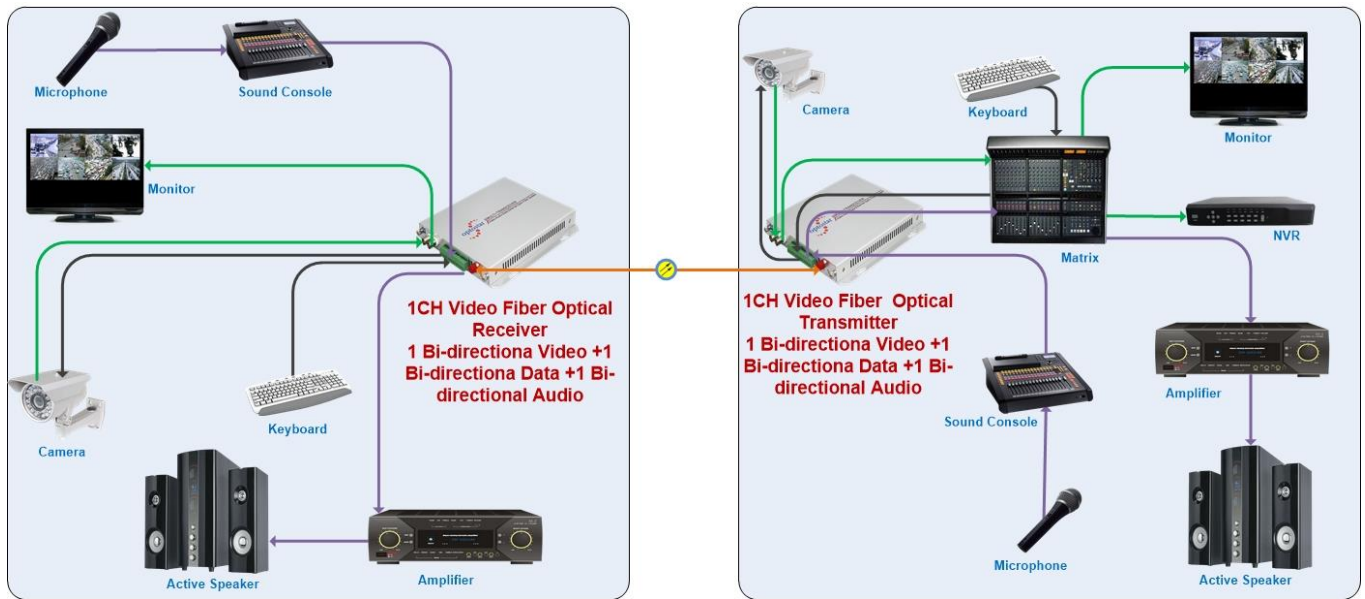 Microphone
Sound Console
Monitor
1CH Video Fiber Optical
Receiver
1 Bi-directiona Video +1
Bi-directiona Data +1 Bi-
directional Audio
Keyboard
Camera
Active Speaker
Amplifier
Camera
Keyboard
Monitor
NVR
Matrix
1CH Video Fiber Optical
Transmitter
1 Bi-directiona Video +1
Bi-directiona Data +1 Bi-
directional Audio
Amplifier
Sound Console
Microphone
Active Speaker